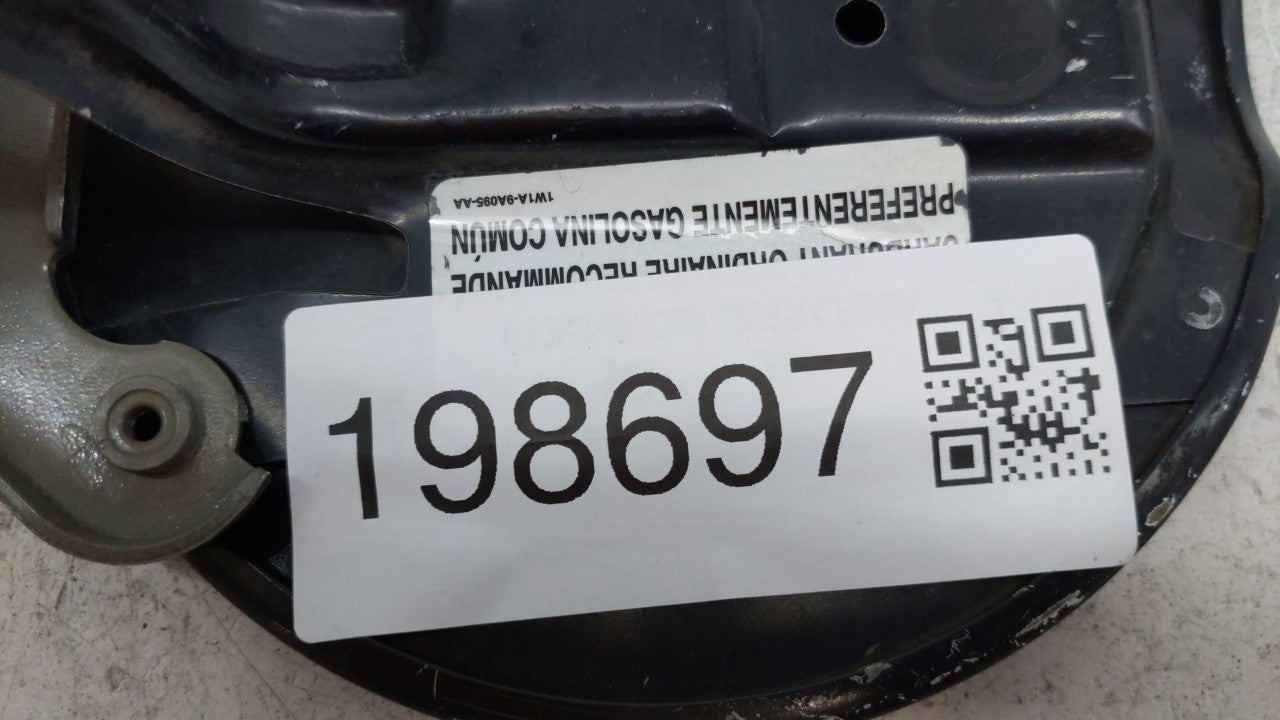 CARBURANT ORDINAIRE RECOMMANDÉ
PREFERENTEMENTE GASOLINA COMÚN
1W1A-9A095-AA
198697